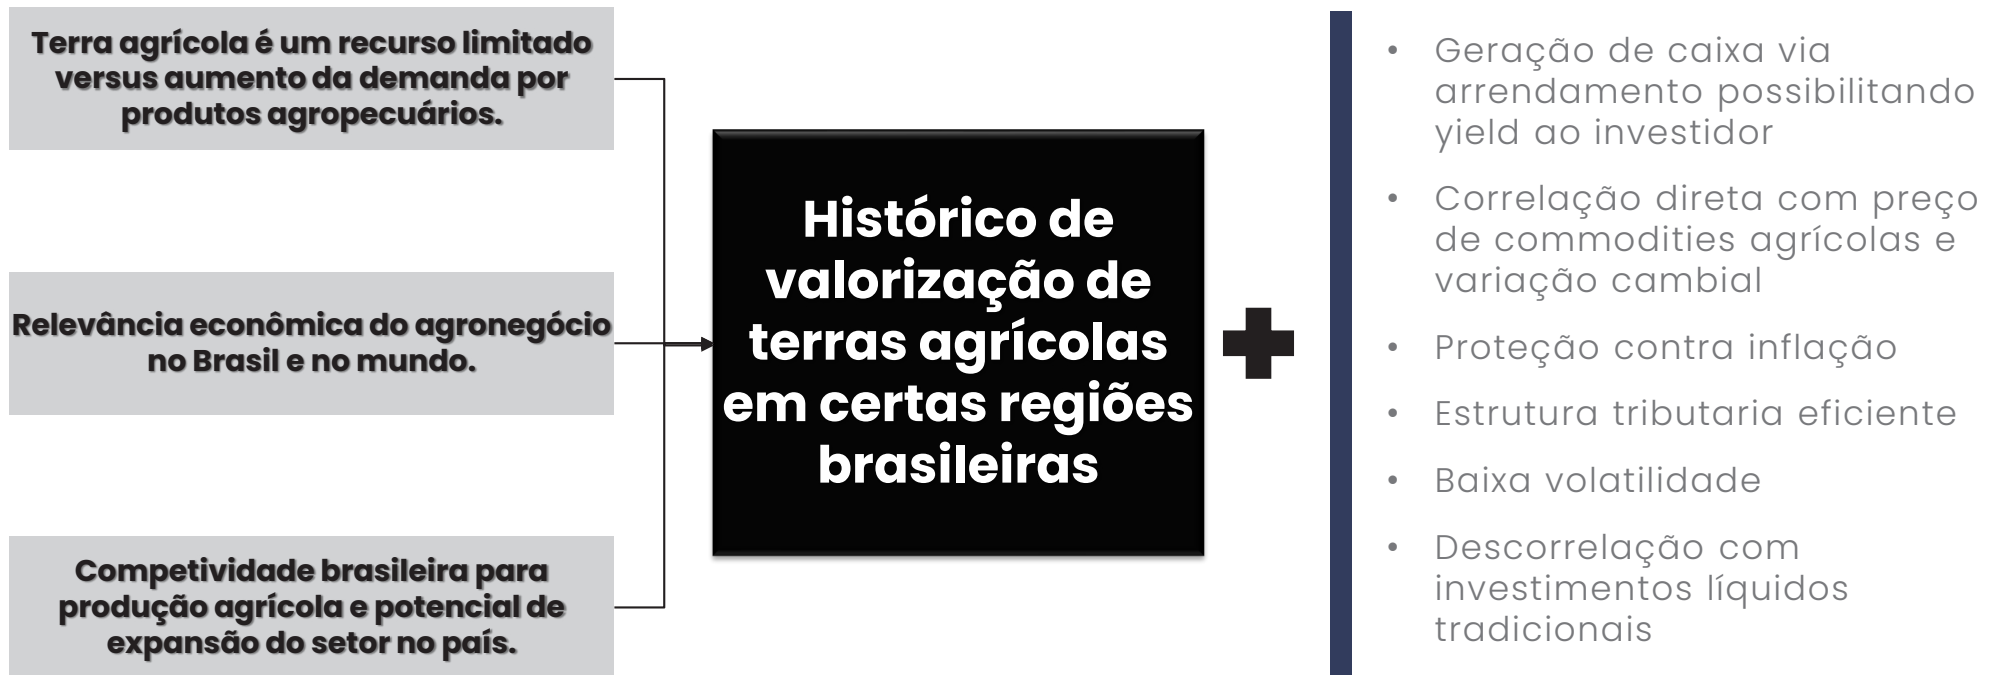 Terra agrícola é um recurso limitado
versus aumento da demanda por
produtos agropecuários.
Relevância econômica do agronegócio
no Brasil e no mundo.
Competividade brasileira para
produção agrícola e potencial de
expansão do setor no país.
Histórico de
valorização de
terras agrícolas
em certas regiões
brasileiras
• Geração de caixa via
arrendamento possibilitando
yield ao investidor
• Correlação direta com preço
de commodities agrícolas e
variação cambial
• Proteção contra inflação
• Estrutura tributaria eficiente
• Baixa volatilidade
• Descorrelação com
investimentos líquidos
tradicionais